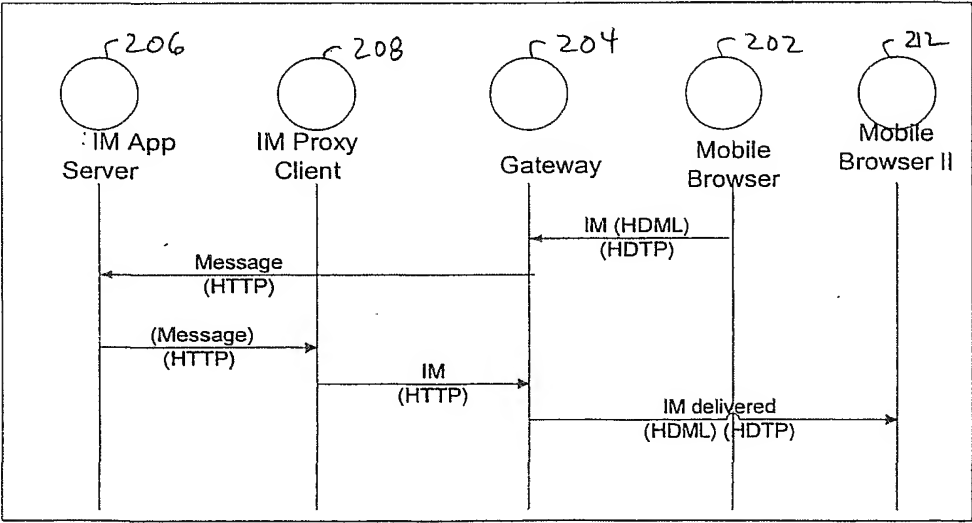 206
208
204
202
212
:IM App
Server
IM Proxy
Client
Gateway
Mobile
Browser
Mobile
Browser II
IM (HDML)
(HDTP)
Message
(HTTP)
(Message)
(HTTP)
IM
(HTTP)
IM delivered
(HDML) (HDTP)